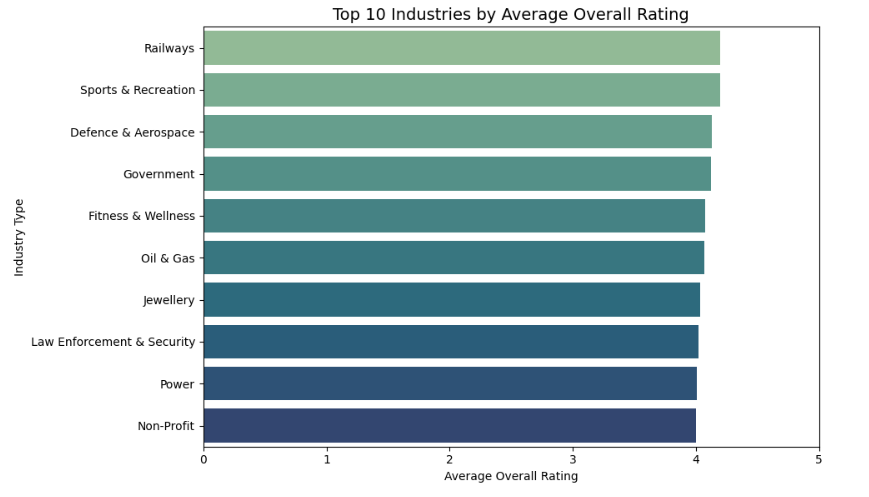 Top 10 Industries by Average Overall Rating
Industry Type
Railways
Sports & Recreation
Defence & Aerospace
Government
Fitness & Wellness
Oil & Gas
Jewellery
Law Enforcement & Security
Power
Non-Profit
0 1 2 3 4 5
Average Overall Rating